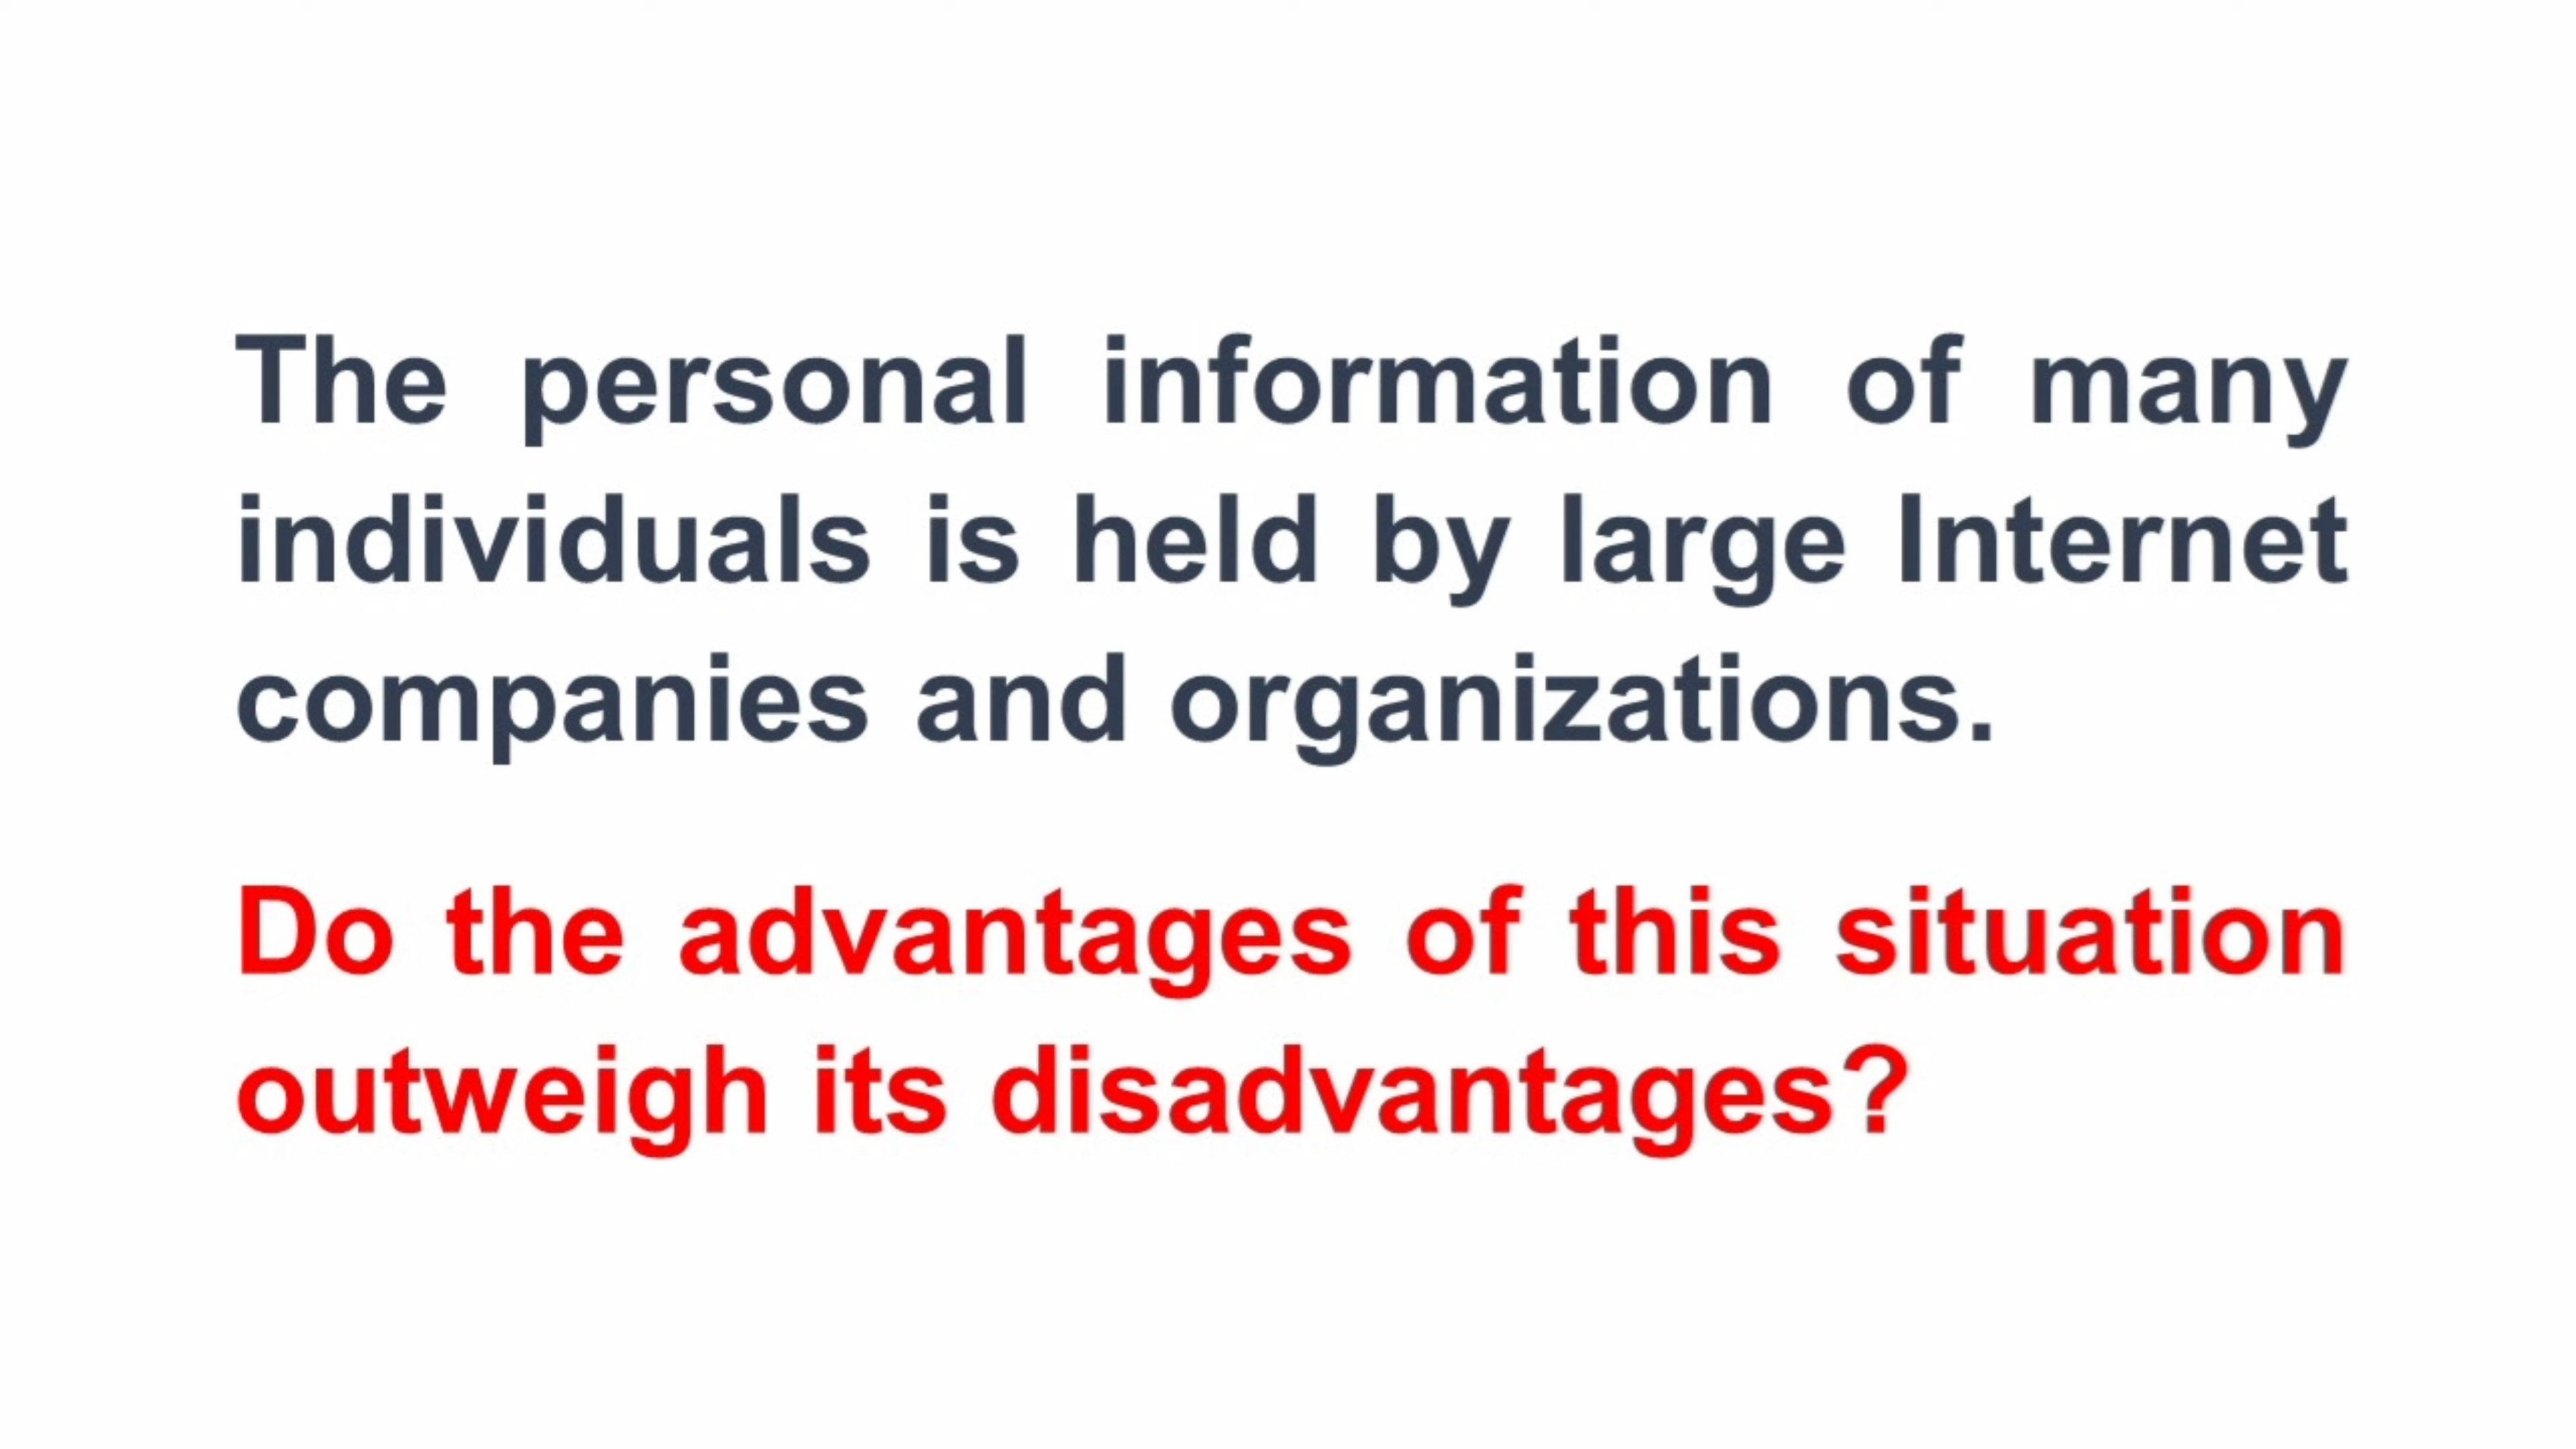 The personal information of many
individuals is held by large Internet
companies and organizations.
Do the advantages of this situation
outweigh its disadvantages?